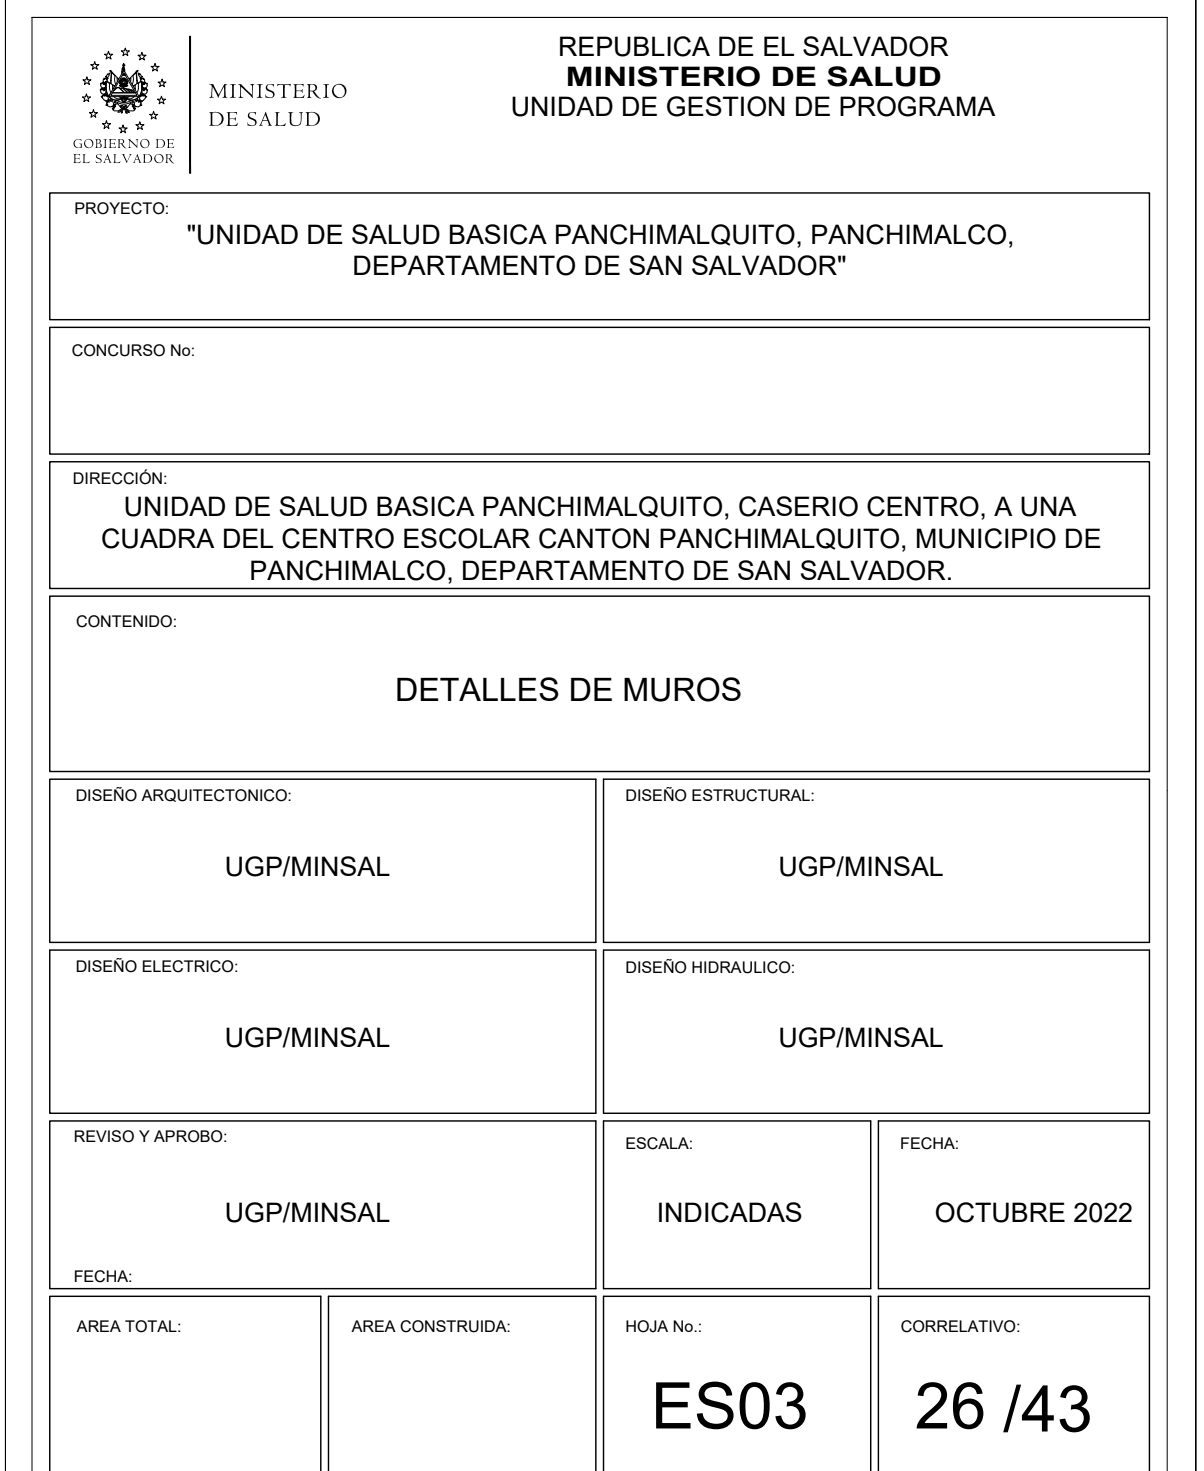 GOBIERNO DE
EL SALVADOR
MINISTERIO
DE SALUD
REPUBLICA DE EL SALVADOR
MINISTERIO DE SALUD
UNIDAD DE GESTION DE PROGRAMA
PROYECTO:
"UNIDAD DE SALUD BASICA PANCHIMALQUITO, PANCHIMALCO,
DEPARTAMENTO DE SAN SALVADOR"
CONCURSO No:
DIRECCIÓN:
UNIDAD DE SALUD BASICA PANCHIMALQUITO, CASERIO CENTRO, A UNA
CUADRA DEL CENTRO ESCOLAR CANTON PANCHIMALQUITO, MUNICIPIO DE
PANCHIMALCO, DEPARTAMENTO DE SAN SALVADOR.
CONTENIDO:
DETALLES DE MUROS
DISEÑO ARQUITECTONICO:
UGP/MINSAL
DISEÑO ESTRUCTURAL:
UGP/MINSAL
DISEÑO ELECTRICO:
UGP/MINSAL
DISEÑO HIDRAULICO:
UGP/MINSAL
REVISO Y APROBO:
UGP/MINSAL
FECHA:
ESCALA:
INDICADAS
FECHA:
OCTUBRE 2022
AREA TOTAL:
AREA CONSTRUIDA:
HOJA No.:
ES03
CORRELATIVO:
26 /43